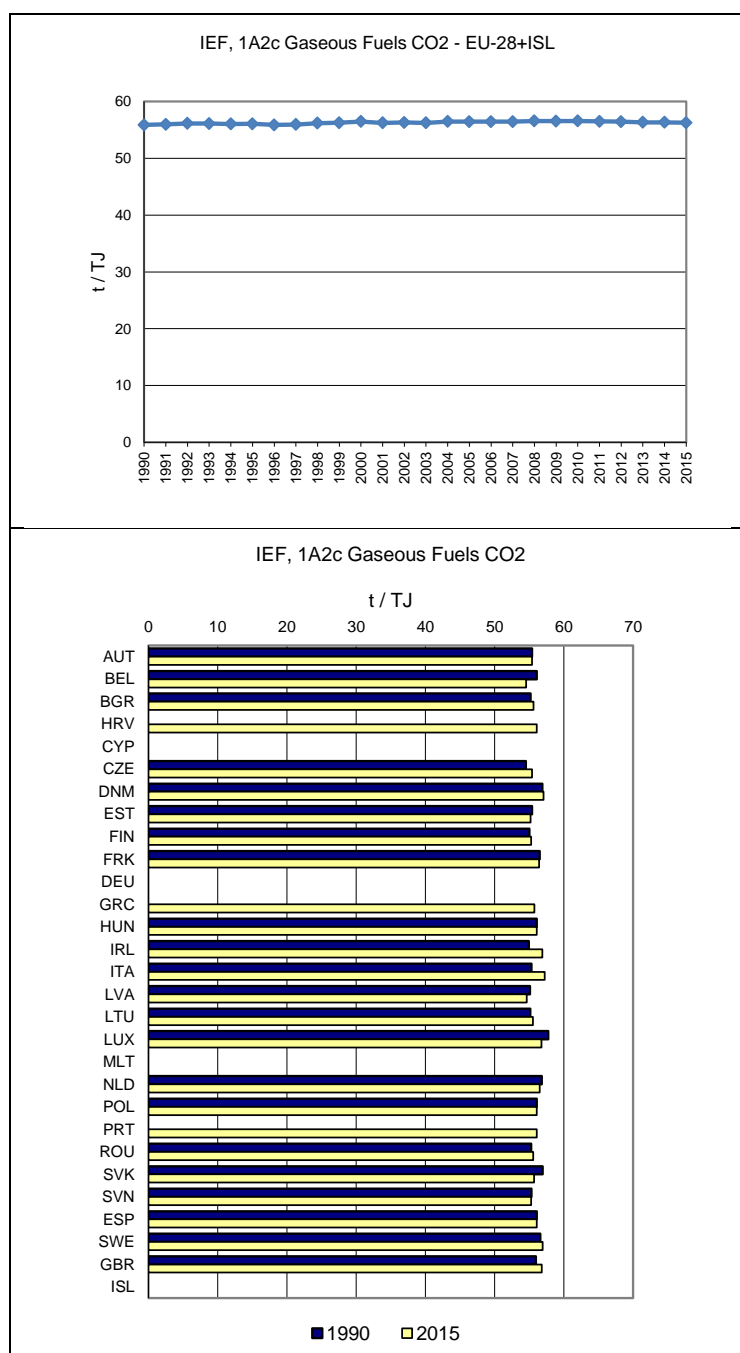 IEF, 1A2c Gaseous Fuels CO2 - EU-28+ISL
60
50
40
30
20
10
0
t / TJ
1990
1991
1992
1993
1994
1995
1996
1997
1998
1999
2000
2001
2002
2003
2004
2005
2006
2007
2008
2009
2010
2011
2012
2013
2014
2015
IEF, 1A2c Gaseous Fuels CO2
t / TJ
0 10 20 30 40 50 60 70
AUT
BEL
BGR
HRV
CYP
CZE
DNM
EST
FIN
FRK
DEU
GRC
HUN
IRL
ITA
LVA
LTU
LUX
MLT
NLD
POL
PRT
ROU
SVK
SVN
ESP
SWE
GBR
ISL
1990 2015